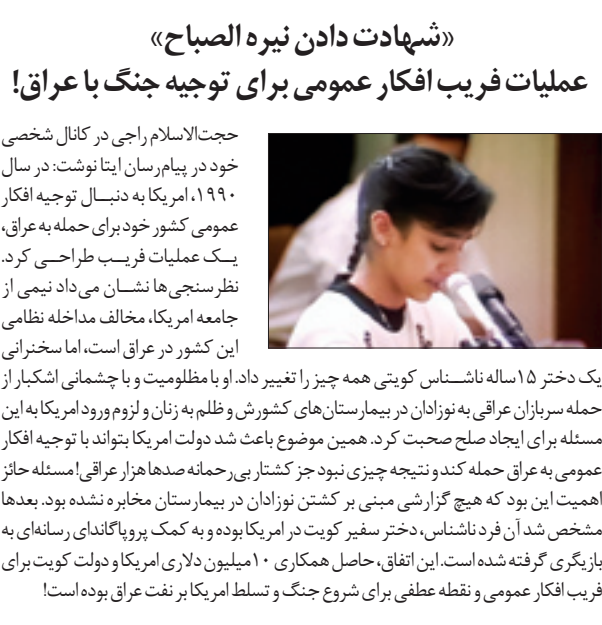 «شهادت دادن نیره الصباح»
عملیات فریب افکار عمومی برای توجیه جنگ با عراق!
حجت‌الاسلام راجی در کانال شخصی
خود در پیام‌رسان ایتا نوشت: در سال
۱۹۹۰، امریکا به دنبال توجیه افکار
عمومی کشور خود برای حمله به عراق،
یک عملیات فریب طراحی کرد.
نظرسنجی‌ها نشان می‌داد نیمی از
جامعه امریکا، مخالف مداخله نظامی
این کشور در عراق است، اما سخنرانی
یک دختر ۱۵ساله ناشناس کویتی همه چیز را تغییر داد. او با مظلومیت و با چشمانی اشکبار از
حمله سربازان عراقی به نوزادان در بیمارستان‌های کشورش و ظلم به زنان و لزوم ورود امریکا به این
مسئله برای ایجاد صلح صحبت کرد. همین موضوع باعث شد دولت امریکا بتواند با توجیه افکار
عمومی به عراق حمله کند و نتیجه چیزی نبود جز کشتار بی‌رحمانه صدها هزار عراقی! مسئله حائز
اهمیت این بود که هیچ گزارشی مبنی بر کشتن نوزادان در بیمارستان مخابره نشده بود. بعدها
مشخص شد آن فرد ناشناس، دختر سفیر کویت در امریکا بوده و به کمک پروپاگاندای رسانه‌ای به
بازیگری گرفته شده است. این اتفاق، حاصل همکاری ۱۰میلیون دلاری امریکا و دولت کویت برای
فریب افکار عمومی و نقطه عطفی برای شروع جنگ و تسلط امریکا بر نفت عراق بوده است!